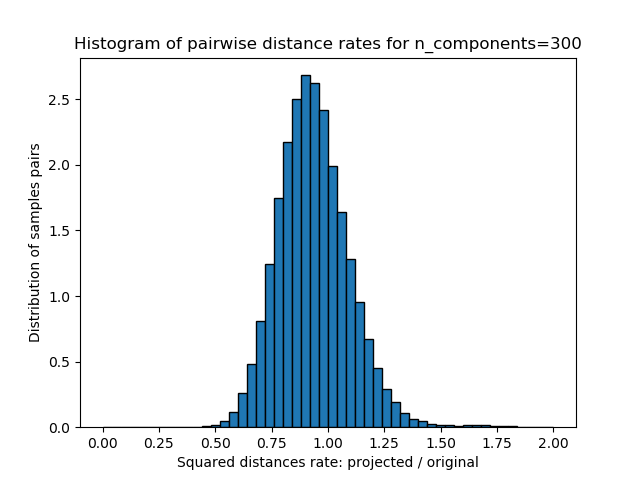 Histogram of pairwise distance rates for n_components=300
Distribution of samples pairs
2.5
2.0
1.5
1.0
0.5
0.0
0.00 0.25 0.50 0.75 1.00 1.25 1.50 1.75 2.00
Squared distances rate: projected / original